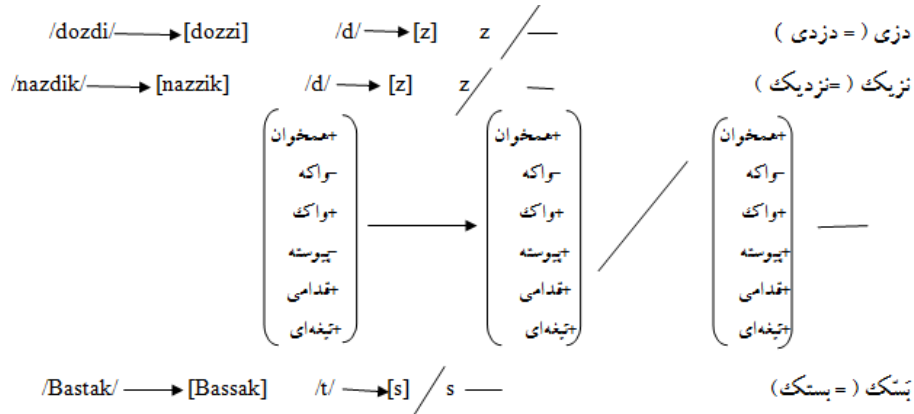 /dozdi/ ⟶ [dozzi] /d/ ⟶ [z] z / — دزی ( = دزدی )
/nazdik/ ⟶ [nazzik] /d/ ⟶ [z] z / — نزیک ( =نزدیک )
+همخوان +همخوان +همخوان
-واکه -واکه -واکه
+واک +واک +واک
-پیوسته +پیوسته +پیوسته
+قدامی +قدامی +قدامی
+تیغه‌ای +تیغه‌ای +تیغه‌ای
/Bastak/ ⟶ [Bassak] /t/ ⟶ [s] / s — بَسّک ( = بستک)